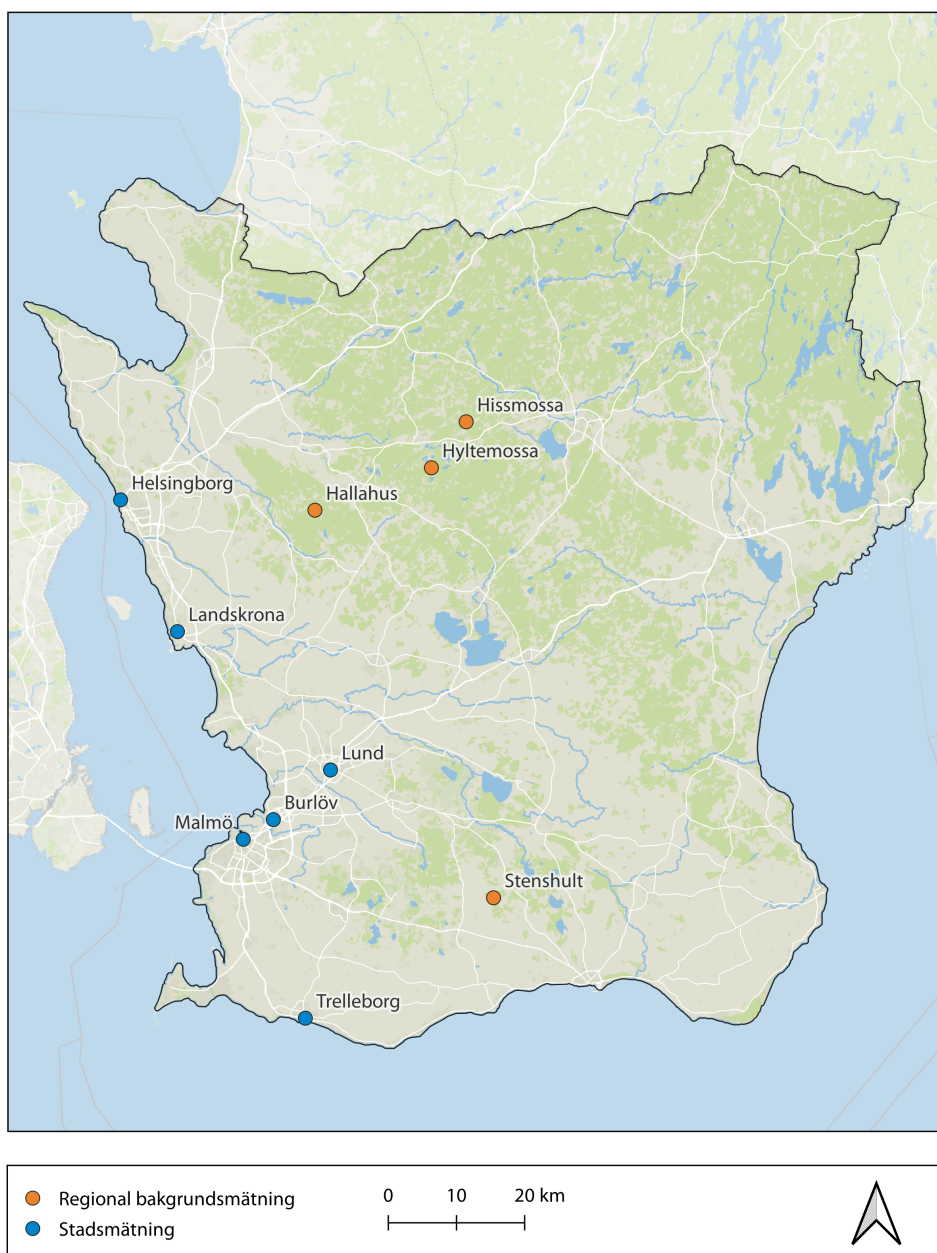 Hissmossa
Hyltemossa
Helsingborg
Hallahus
Landskrona
Lund
Burlöv
Malmö
Stenshult
Trelleborg
Regional bakgrundsmätning
Stadsmätning
0 10 20 km